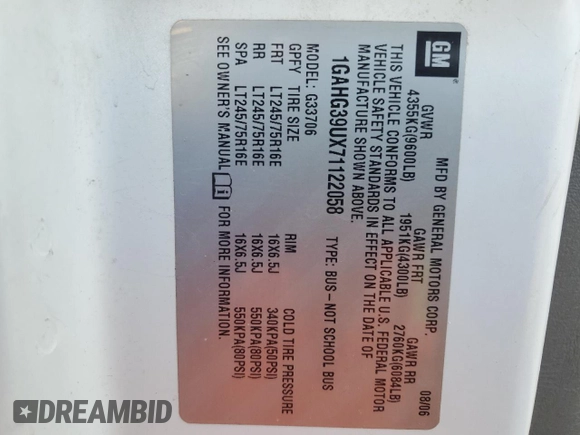 GM
MFD BY GENERAL MOTORS CORP. 08/06
GVWR GAWR FRT GAWR RR
4355KG(9600LB) 1951KG(4300LB) 2760KG(6084LB)
THIS VEHICLE CONFORMS TO ALL APPLICABLE U.S. FEDERAL MOTOR
VEHICLE SAFETY STANDARDS IN EFFECT ON THE DATE OF
MANUFACTURE SHOWN ABOVE.
1GAHG39UX71122058 TYPE: BUS-NOT SCHOOL BUS
MODEL: G33706
GPFY TIRE SIZE RIM COLD TIRE PRESSURE
FRT LT245/75R16E 16X6.5J 340KPA(50PSI)
RR LT245/75R16E 16X6.5J 550KPA(80PSI)
SPA LT245/75R16E 16X6.5J 550KPA(80PSI)
SEE OWNER'S MANUAL FOR MORE INFORMATION.
DREAMBID